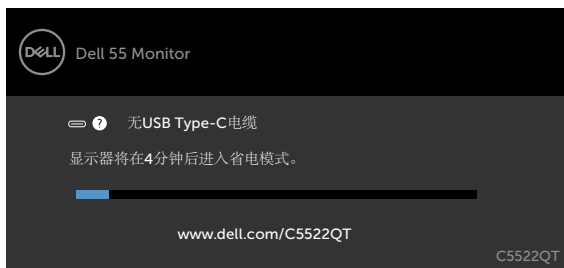 DELL
Dell 55 Monitor
? 无USB Type-C电缆
显示器将在4分钟后进入省电模式。
www.dell.com/C5522QT
C5522QT